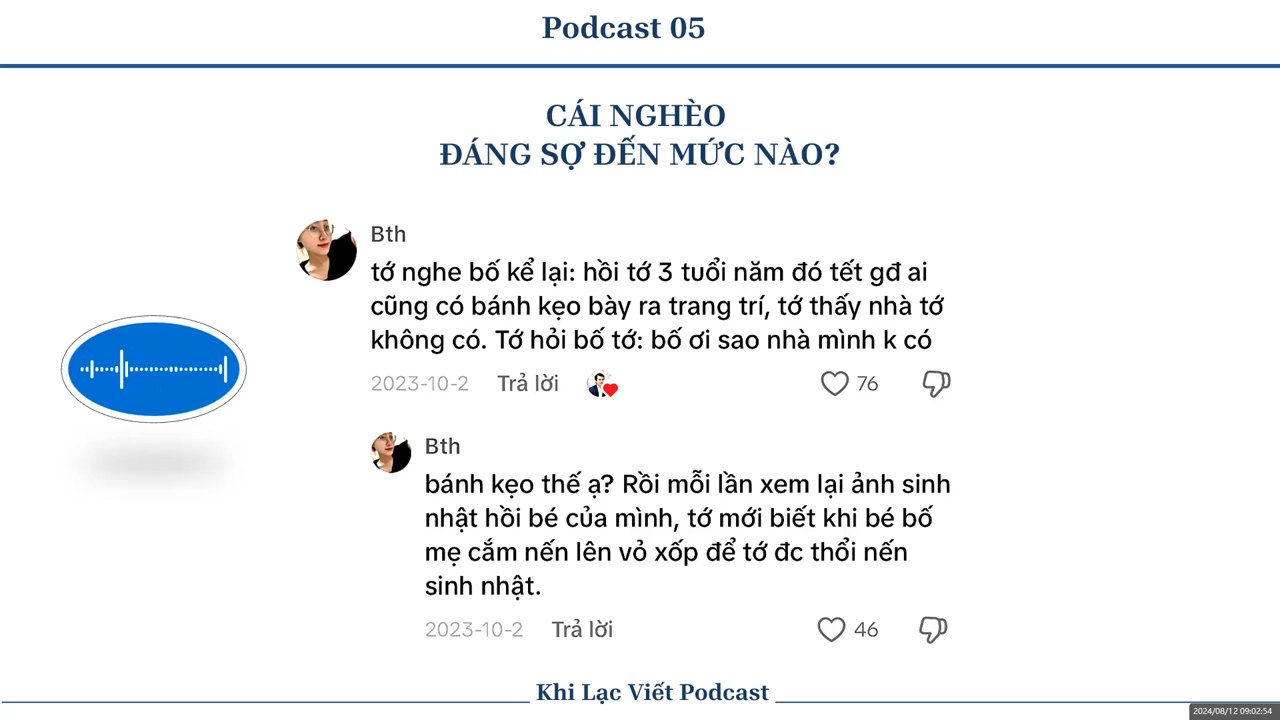 Podcast 05
CÁI NGHÈO
ĐÁNG SỢ ĐẾN MỨC NÀO?
Bth
tớ nghe bố kể lại: hồi tớ 3 tuổi năm đó tết gđ ai
cũng có bánh kẹo bày ra trang trí, tớ thấy nhà tớ
không có. Tớ hỏi bố tớ: bố ơi sao nhà mình k có
2023-10-2 Trả lời 76
Bth
bánh kẹo thế ạ? Rồi mỗi lần xem lại ảnh sinh
nhật hồi bé của mình, tớ mới biết khi bé bố
mẹ cắm nến lên vỏ xốp để tớ đc thổi nến
sinh nhật.
2023-10-2 Trả lời 46
Khi Lạc Viết Podcast
2024/08/12 09:02:54